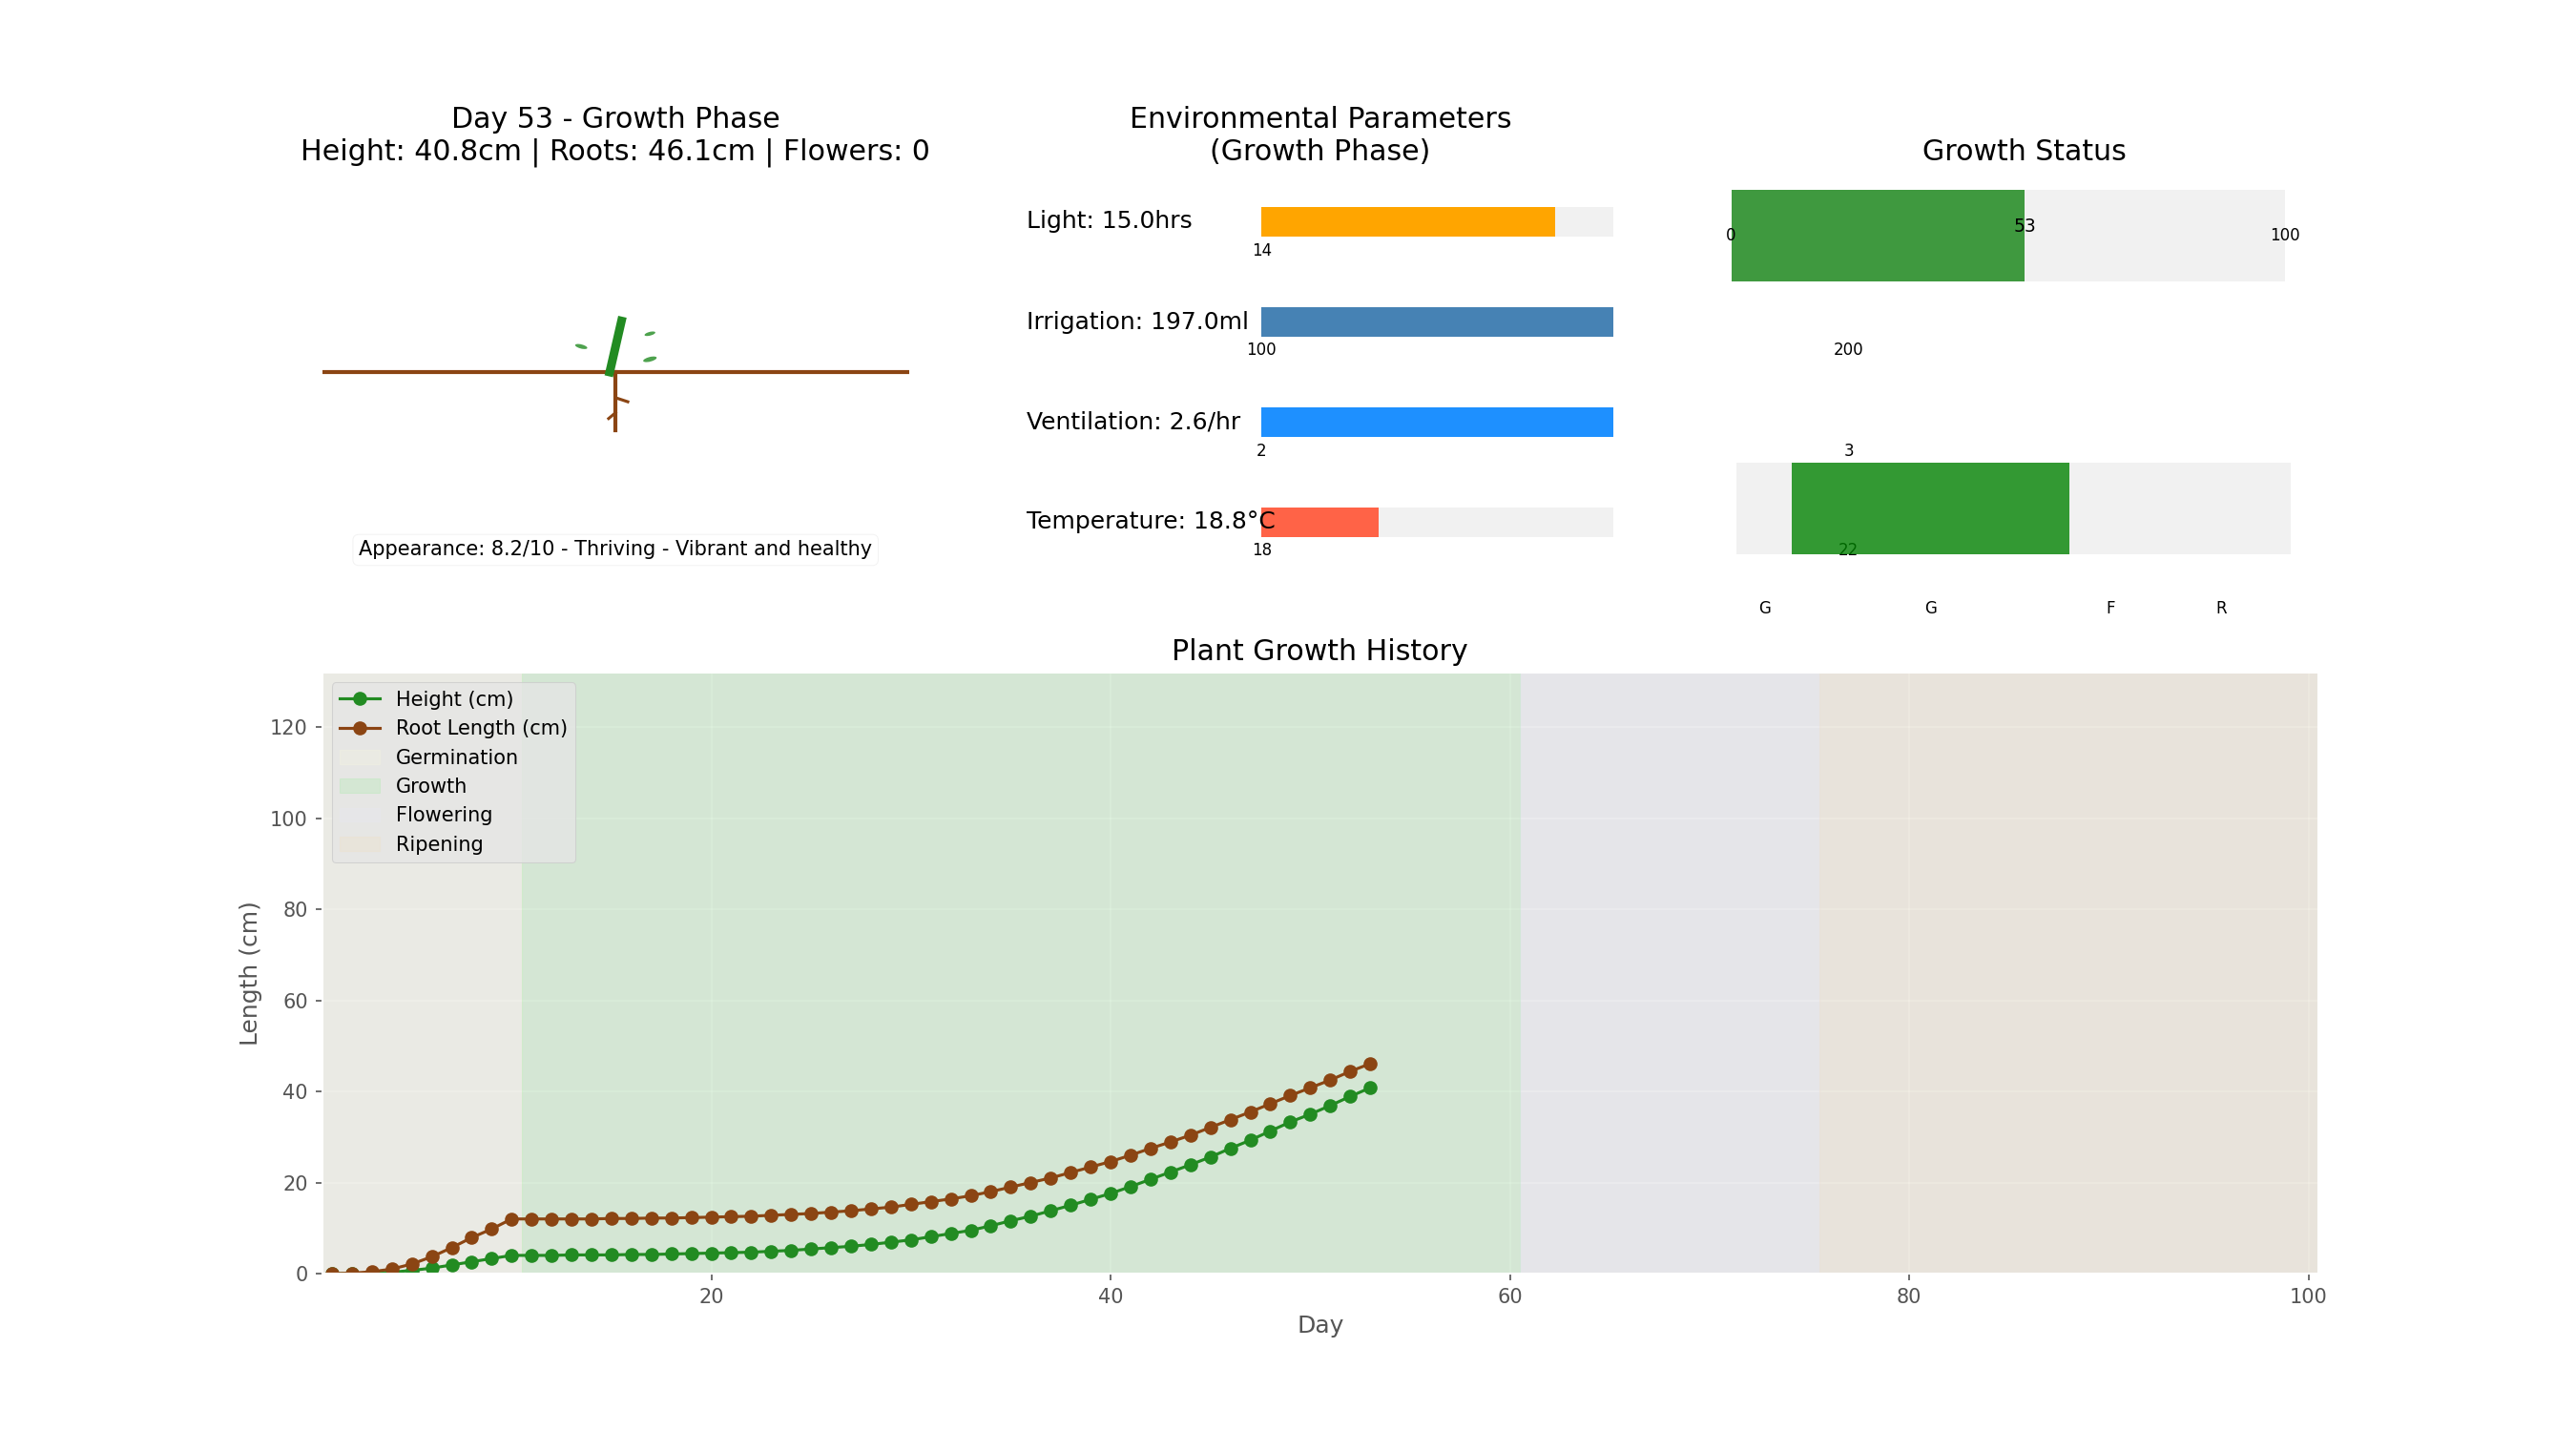 Day 53 - Growth Phase
Height: 40.8cm | Roots: 46.1cm | Flowers: 0
Appearance: 8.2/10 - Thriving - Vibrant and healthy
Environmental Parameters
(Growth Phase)
Light: 15.0hrs
14
Irrigation: 197.0ml
100
200
Ventilation: 2.6/hr
2
3
Temperature: 18.8°C
18
22
Growth Status
0
53
100
G
G
F
R
Plant Growth History
Height (cm)
Root Length (cm)
Germination
Growth
Flowering
Ripening
Length (cm)
120
100
80
60
40
20
0
20
40
60
80
100
Day